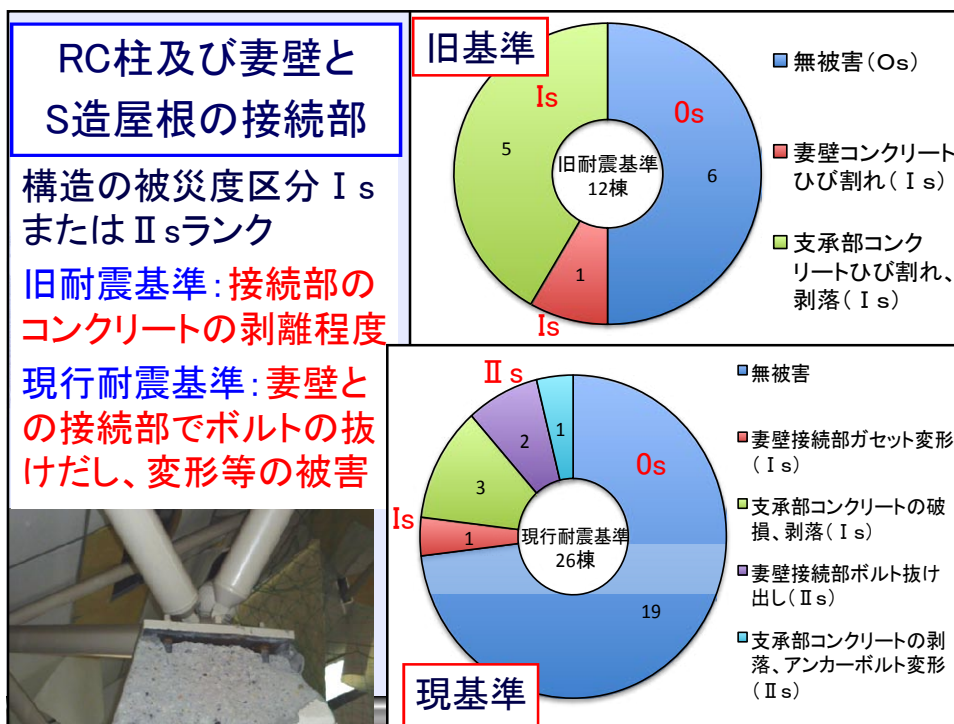 RC柱及び妻壁と
S造屋根の接続部
構造の被災度区分Ⅰs
またはⅡsランク
旧耐震基準：接続部の
コンクリートの剥離程度
現行耐震基準：妻壁と
の接続部でボルトの抜
けだし、変形等の被害
旧基準
Is
Os
5
6
1
Is
旧耐震基準
12棟
無被害（Os）
妻壁コンクリート
ひび割れ（Ⅰs）
支承部コンク
リートひび割れ、
剥落（Ⅰs）
Ⅱs
1
2
Os
3
Is
1
19
現行耐震基準
26棟
無被害
妻壁接続部ガセット変形
（Ⅰs）
支承部コンクリートの破
損、剥落（Ⅰs）
妻壁接続部ボルト抜け
出し（Ⅱs）
支承部コンクリートの剥
落、アンカーボルト変形
（Ⅱs）
現基準